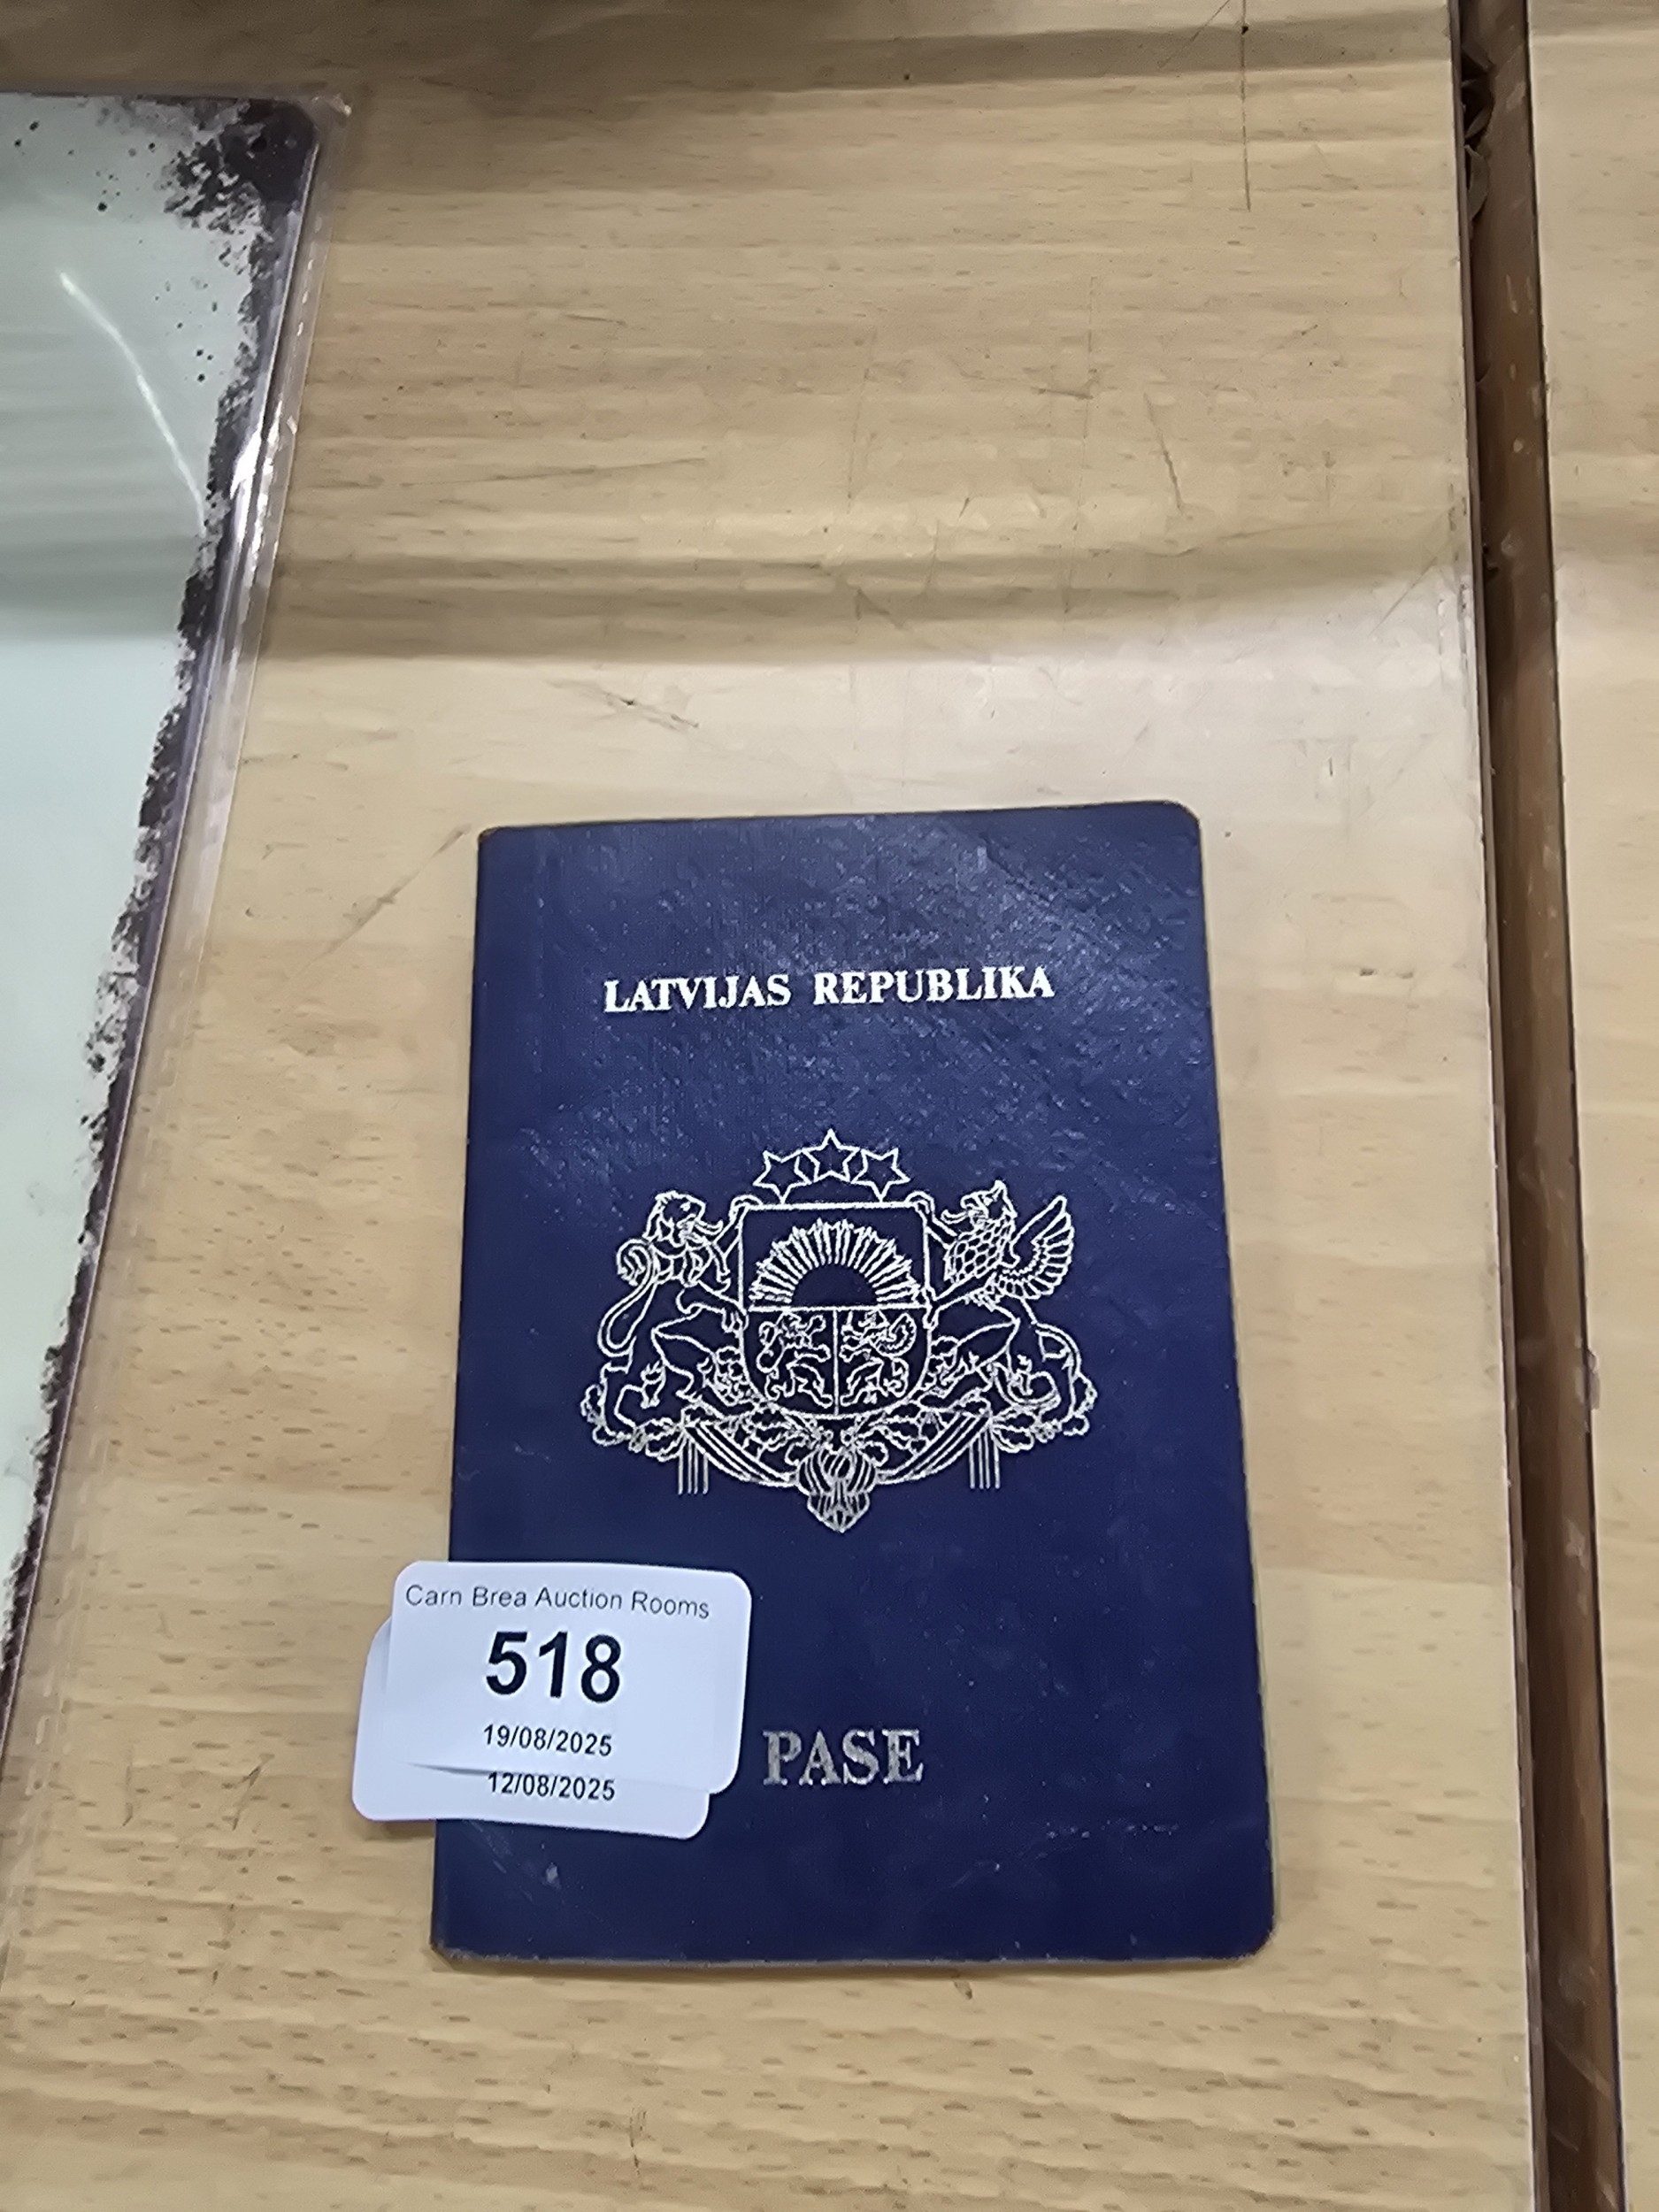 LATVIJAS REPUBLIKA
Carn Brea Auction Rooms
518
19/08/2025
12/08/2025
PASE